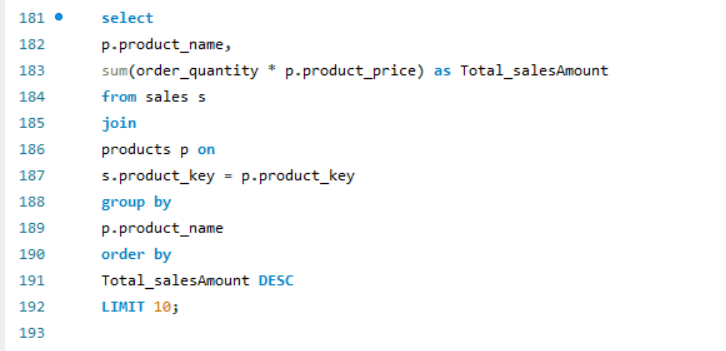 181 select
182 p.product_name,
183 sum(order_quantity * p.product_price) as Total_salesAmount
184 from sales s
185 join
186 products p on
187 s.product_key = p.product_key
188 group by
189 p.product_name
190 order by
191 Total_salesAmount DESC
192 LIMIT 10;
193